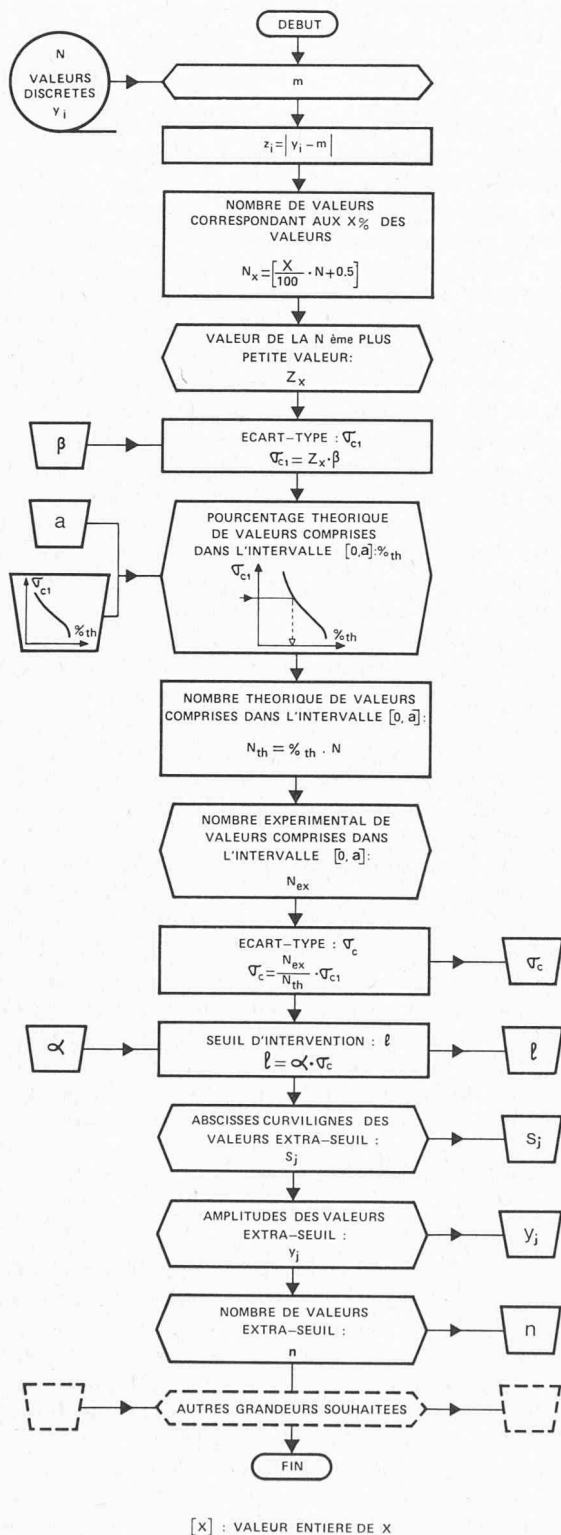 DEBUT
N
VALEURS
DISCRETES
y i
m
z i = | y i – m |
NOMBRE DE VALEURS
CORRESPONDANT AUX X% DES
VALEURS
N x = [ X/100 · N + 0.5 ]
VALEUR DE LA N ème PLUS
PETITE VALEUR:
Z x
β
ECART–TYPE : σ c1
σ c1 = Z x · β
a
σ c1
% th
POURCENTAGE THEORIQUE
DE VALEURS COMPRISES
DANS L'INTERVALLE [0,a]:% th
σ c1
% th
NOMBRE THEORIQUE DE VALEURS
COMPRISES DANS L'INTERVALLE [0, a]:
N th = % th . N
NOMBRE EXPERIMENTAL DE
VALEURS COMPRISES DANS
L'INTERVALLE [0, a]:
N ex
ECART–TYPE : σ c
σ c = N ex / N th · σ c1
σ c
α
SEUIL D'INTERVENTION : ℓ
ℓ = α · σ c
ℓ
ABSCISSES CURVILIGNES DES
VALEURS EXTRA–SEUIL :
S j
S j
AMPLITUDES DES VALEURS
EXTRA–SEUIL :
y j
y j
NOMBRE DE VALEURS
EXTRA–SEUIL :
n
n
AUTRES GRANDEURS SOUHAITEES
FIN
[X] : VALEUR ENTIERE DE X